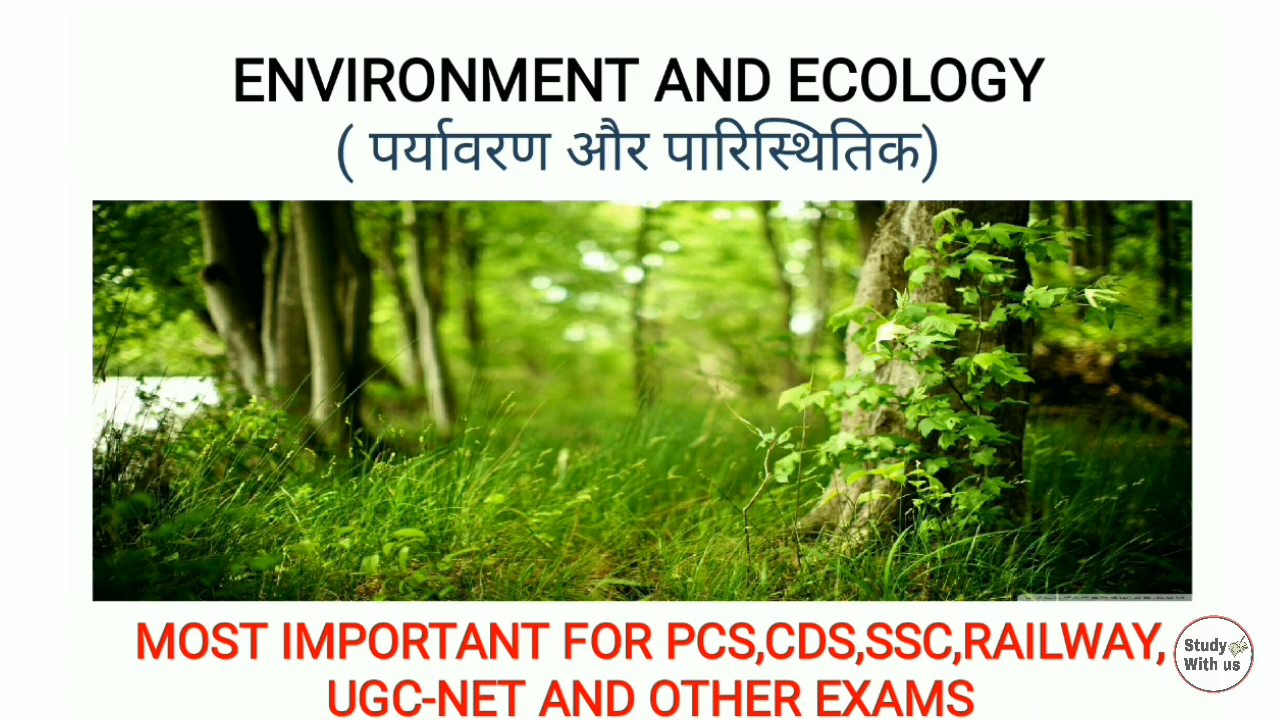 ENVIRONMENT AND ECOLOGY
( पर्यावरण और पारिस्थितिक)
MOST IMPORTANT FOR PCS,CDS,SSC,RAILWAY,
UGC-NET AND OTHER EXAMS
Study
With us